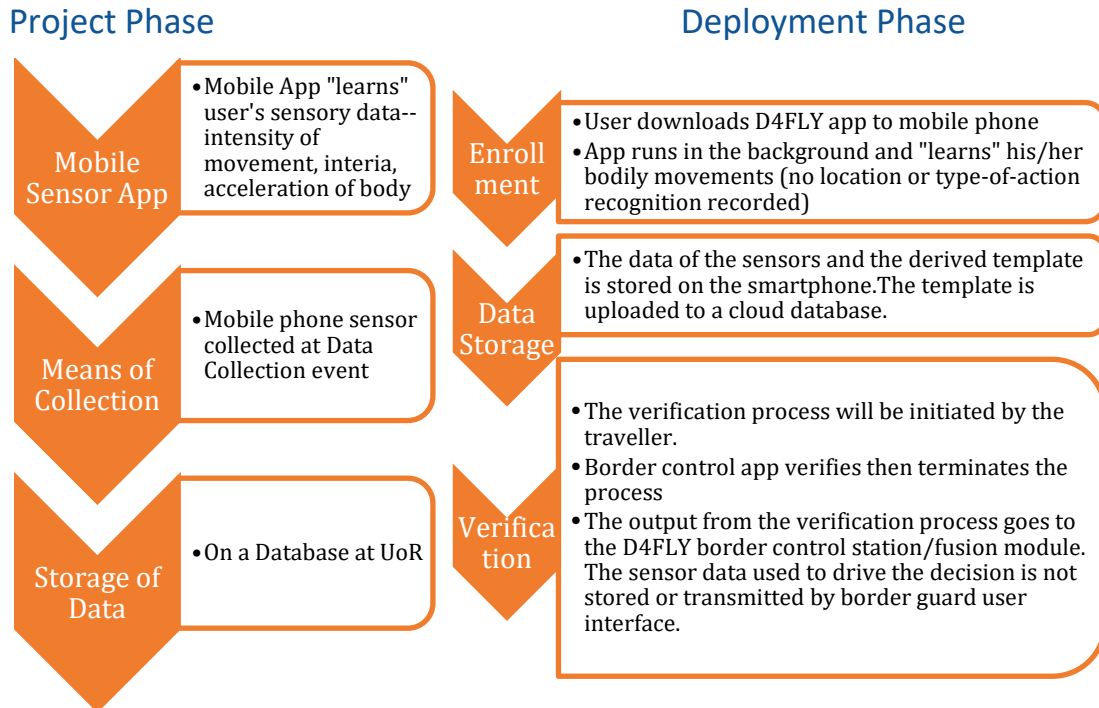 Project Phase
Mobile
Sensor App
•Mobile App "learns"
user's sensory data--
intensity of
movement, interia,
acceleration of body
Means of
Collection
•Mobile phone sensor
collected at Data
Collection event
Storage of
Data
•On a Database at UoR
Deployment Phase
Enroll
ment
•User downloads D4FLY app to mobile phone
•App runs in the background and "learns" his/her
bodily movements (no location or type-of-action
recognition recorded)
Data
Storage
•The data of the sensors and the derived template
is stored on the smartphone.The template is
uploaded to a cloud database.
Verifica
tion
•The verification process will be initiated by the
traveller.
•Border control app verifies then terminates the
process
•The output from the verification process goes to
the D4FLY border control station/fusion module.
The sensor data used to drive the decision is not
stored or transmitted by border guard user
interface.